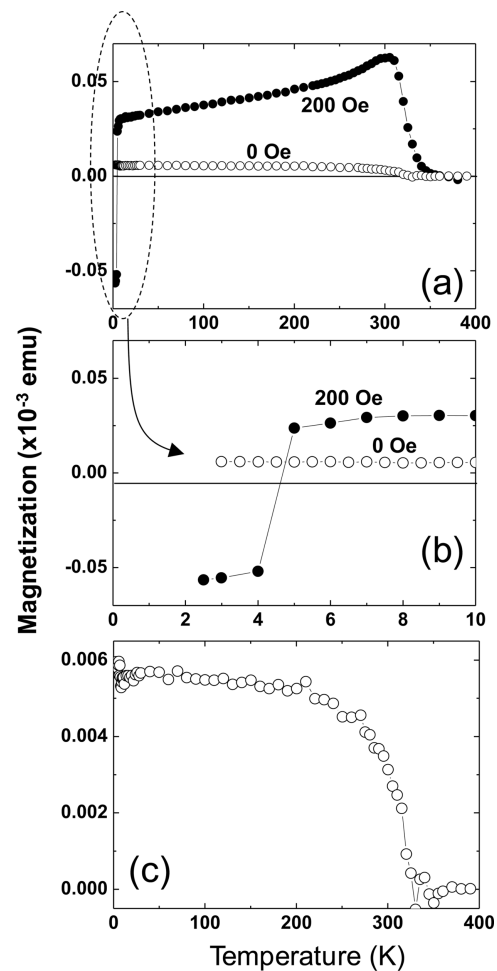 0.05
200 Oe
0 Oe
0.00
-0.05
(a)
0 100 200 300 400
Magnetization (x10-3 emu)
0.05
200 Oe
0 Oe
0.00
-0.05
(b)
0 2 4 6 8 10
0.006
0.004
0.002
0.000
(c)
0 100 200 300 400
Temperature (K)